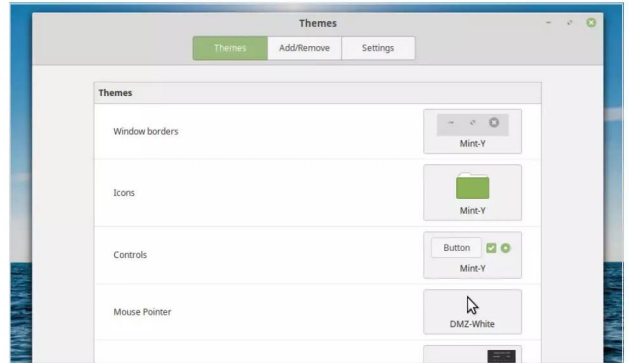 Themes
Themes Add/Remove Settings
Themes
Window borders
Mint-Y
Icons
Mint-Y
Controls
Button
Mint-Y
Mouse Pointer
DMZ-White